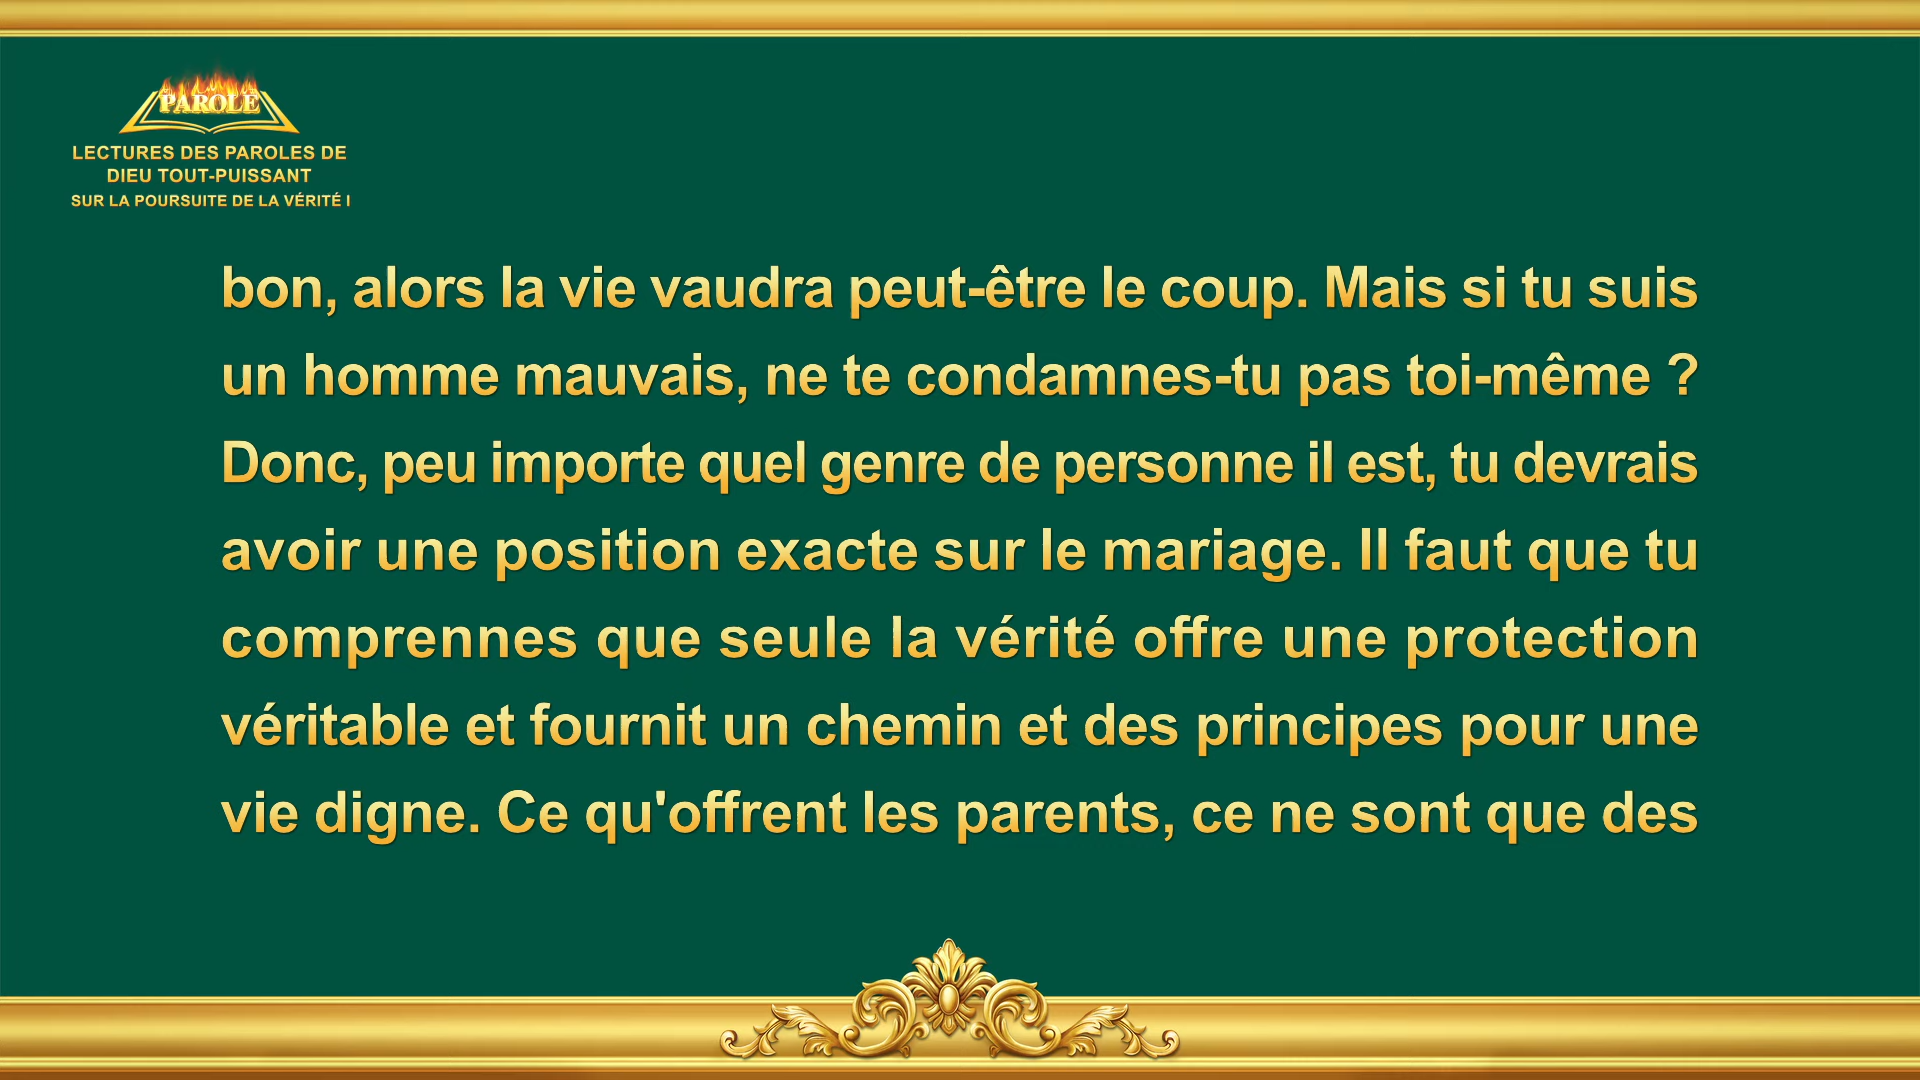 PAROLE
LECTURES DES PAROLES DE
DIEU TOUT-PUISSANT
SUR LA POURSUITE DE LA VÉRITÉ I
bon, alors la vie vaudra peut-être le coup. Mais si tu suis
un homme mauvais, ne te condamnes-tu pas toi-même ?
Donc, peu importe quel genre de personne il est, tu devrais
avoir une position exacte sur le mariage. Il faut que tu
comprennes que seule la vérité offre une protection
véritable et fournit un chemin et des principes pour une
vie digne. Ce qu'offrent les parents, ce ne sont que des